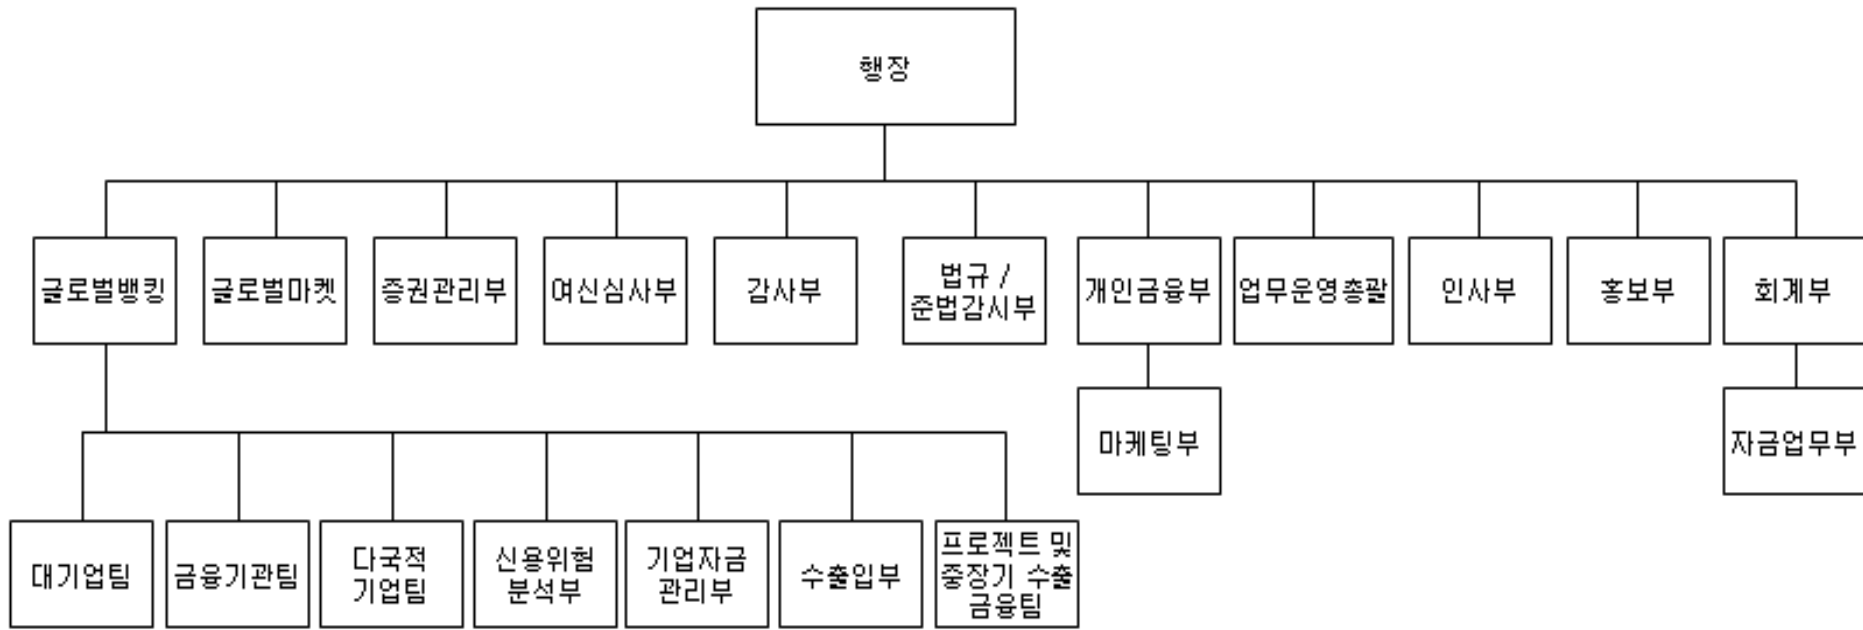 행장
글로벌뱅킹
글로벌마켓
증권관리부
여신심사부
감사부
법규 /
준법감시부
개인금융부
업무운영총괄
인사부
홍보부
회계부
마케팅부
자금업무부
대기업팀
금융기관팀
다국적
기업팀
신용위험
분석부
기업자금
관리부
수출입부
프로젝트 및
중장기 수출
금융팀